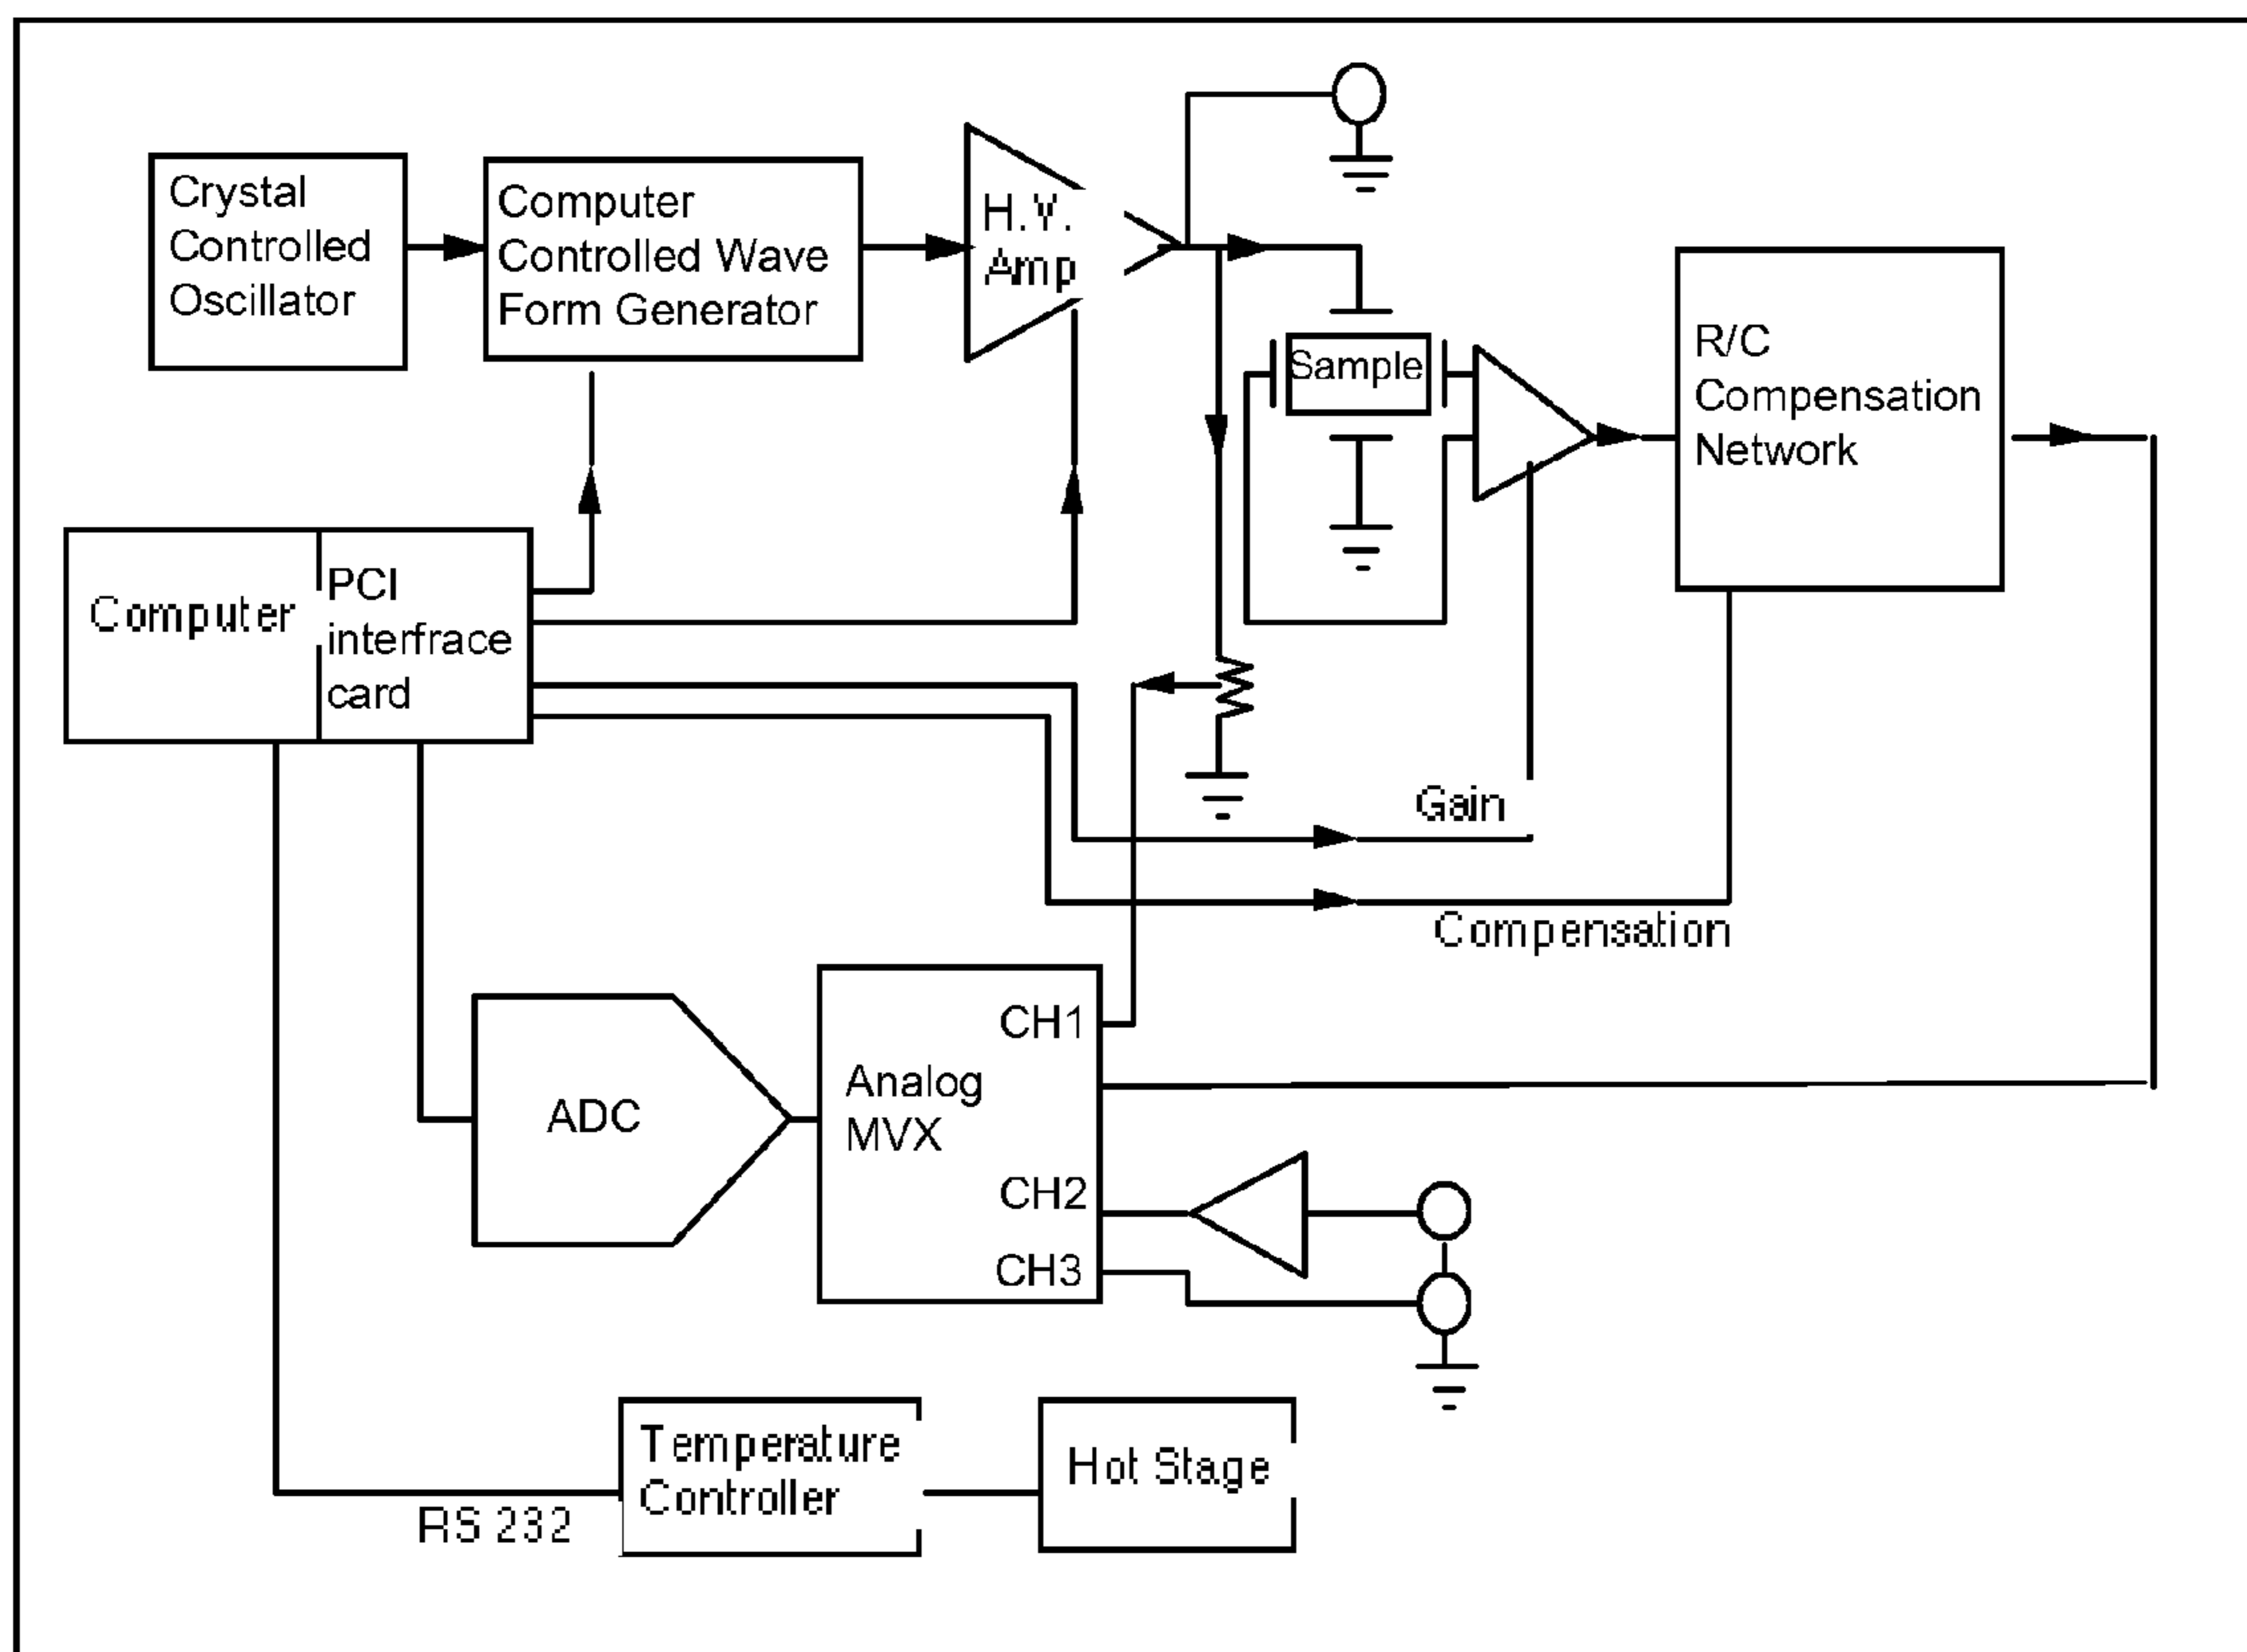 Crystal
Controlled
Oscillator
Computer
Controlled Wave
Form Generator
H.V.
Amp
Sample
R/C
Compensation
Network
Computer
PCI
interfrace
card
Gain
Compensation
CH1
Analog
MVX
ADC
CH2
CH3
Temperature
Controller
Hot Stage
RS 232